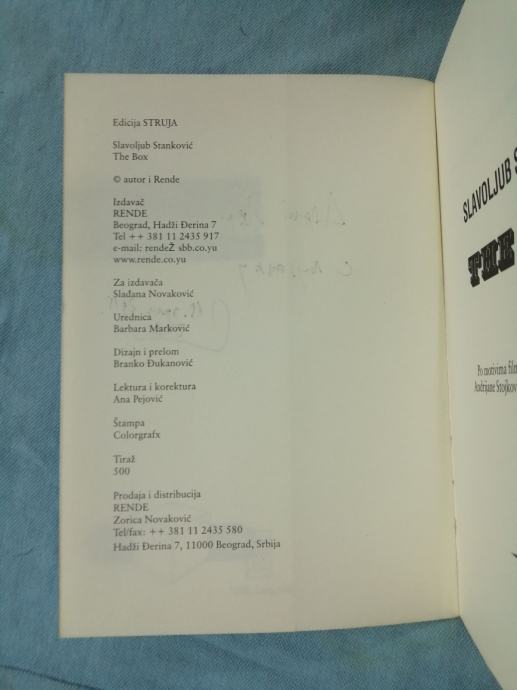 Edicija STRUJA
Slavoljub Stanković
The Box
© autor i Rende
Izdavač
RENDE
Beograd, Hadži Đerina 7
Tel ++ 381 11 2435 917
e-mail: rendeŽ sbb.co.yu
www.rende.co.yu
Za izdavača
Slađana Novaković
Urednica
Barbara Marković
Dizajn i prelom
Branko Đukanović
Lektura i korektura
Ana Pejović
Štampa
Colorgrafx
Tiraž
500
Prodaja i distribucija
RENDE
Zorica Novaković
Tel/fax: ++ 381 11 2435 580
Hadži Đerina 7, 11000 Beograd, Srbija
SLAVOLJUB S
THE
Po motivima film
Andrijane Stojkov